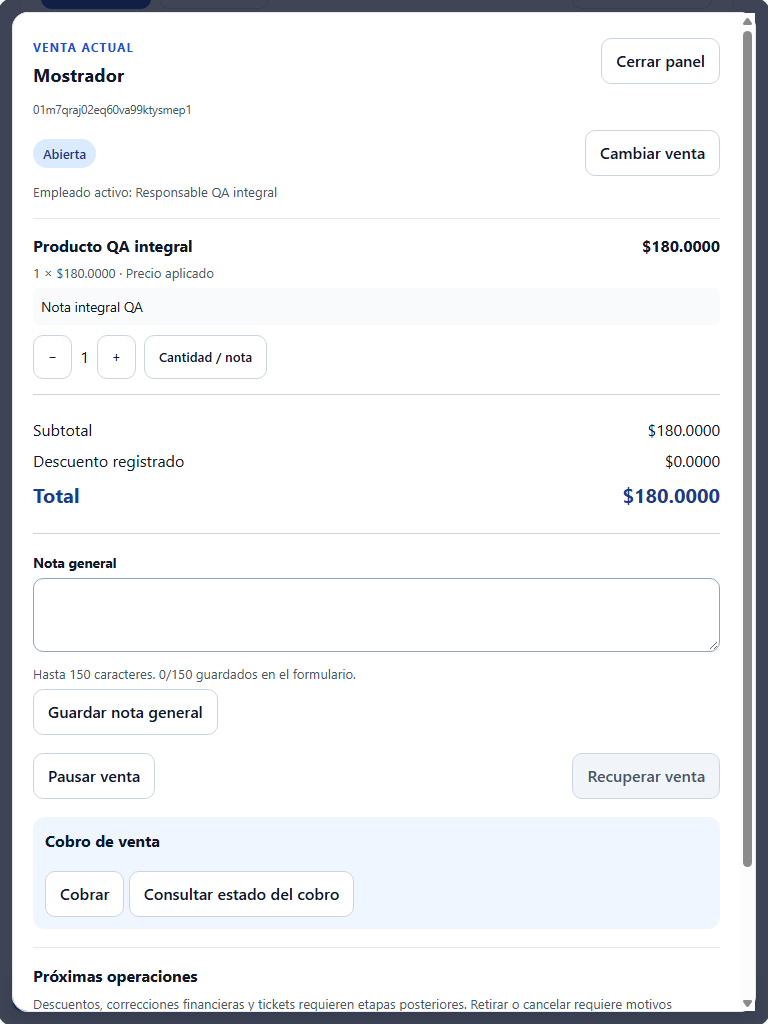 VENTA ACTUAL
Mostrador
Cerrar panel
01m7qraj02eq60va99ktysmep1
Abierta
Cambiar venta
Empleado activo: Responsable QA integral
Producto QA integral $180.0000
1 × $180.0000 · Precio aplicado
Nota integral QA
− 1 + Cantidad / nota
Subtotal $180.0000
Descuento registrado $0.0000
Total $180.0000
Nota general
Hasta 150 caracteres. 0/150 guardados en el formulario.
Guardar nota general
Pausar venta Recuperar venta
Cobro de venta
Cobrar Consultar estado del cobro
Próximas operaciones
Descuentos, correcciones financieras y tickets requieren etapas posteriores. Retirar o cancelar requiere motivos